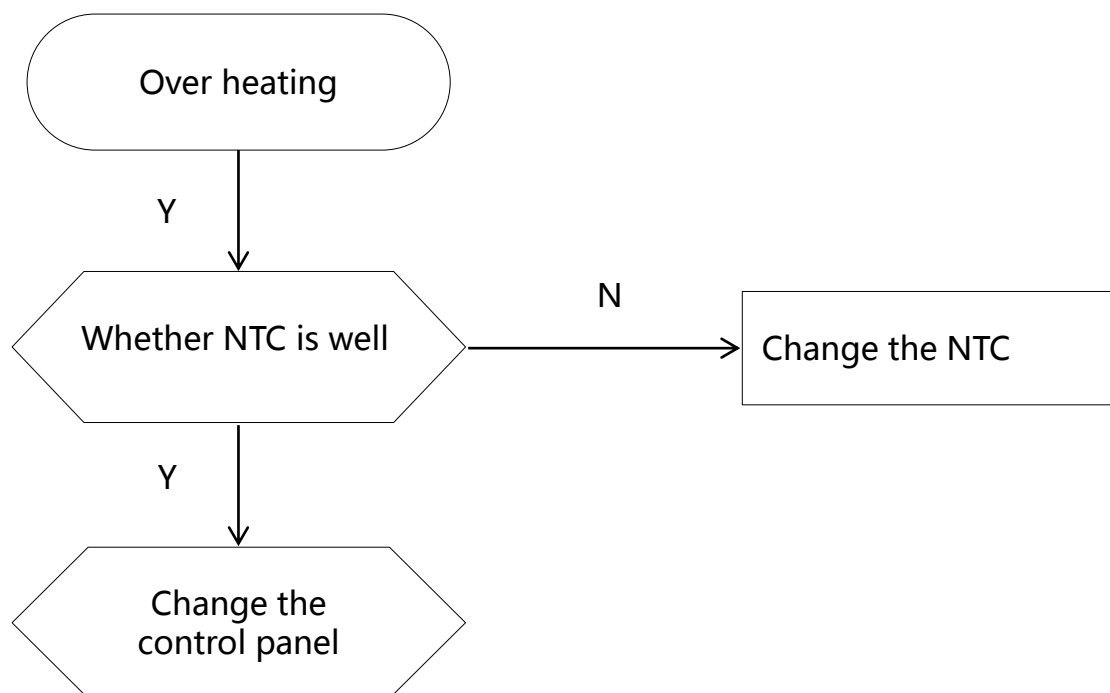 Over heating
Y
Whether NTC is well
N
Change the NTC
Y
Change the
control panel